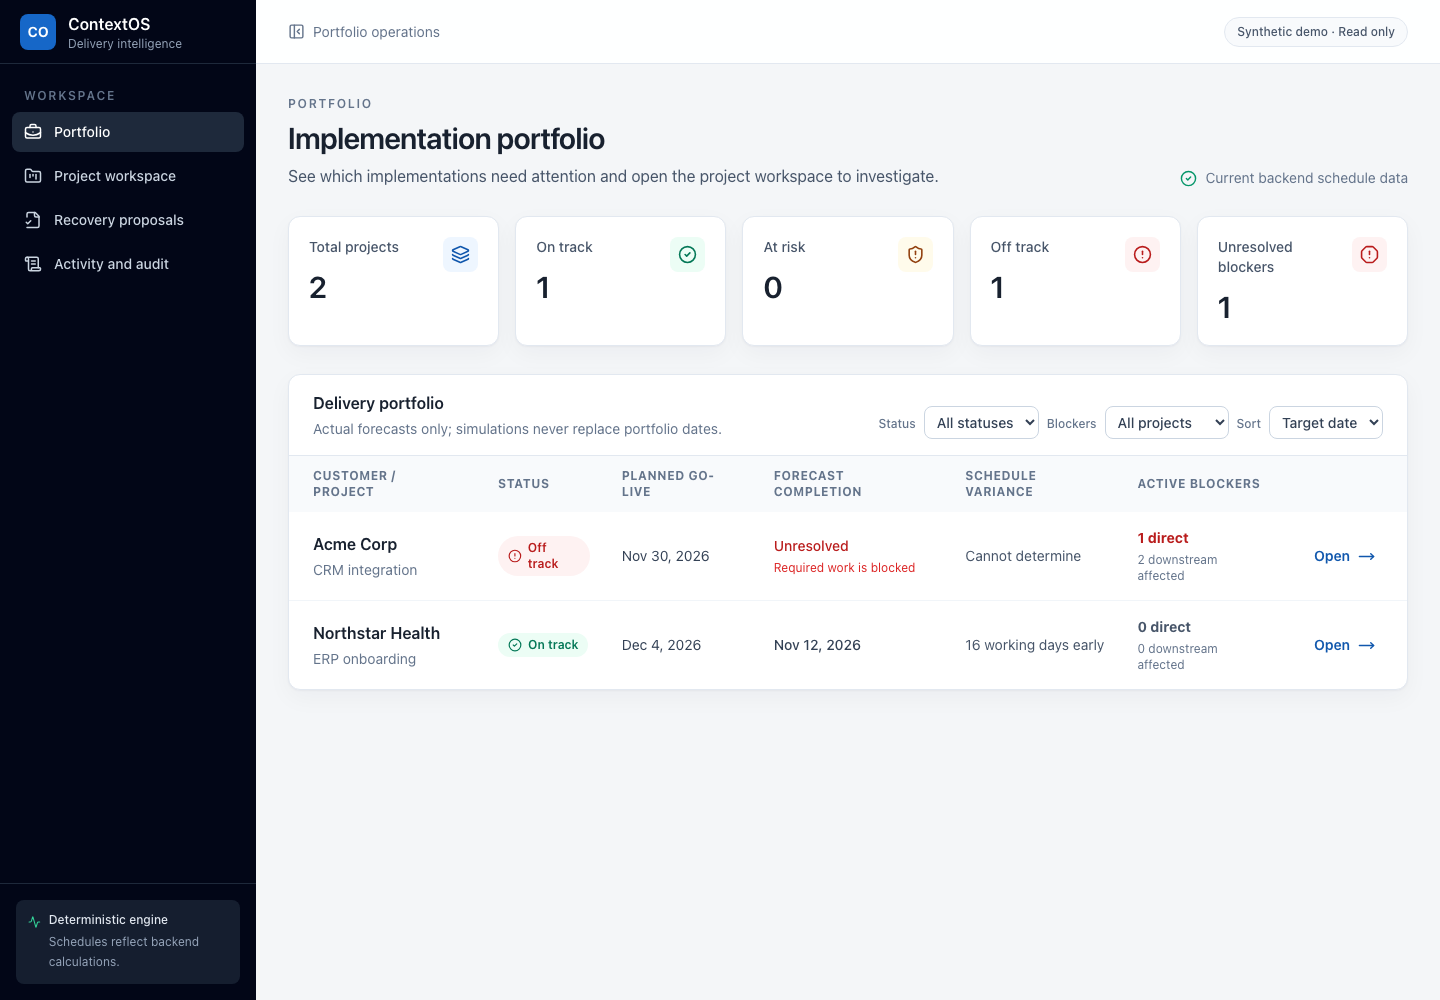 CO
ContextOS
Delivery intelligence
WORKSPACE
Portfolio
Project workspace
Recovery proposals
Activity and audit
Deterministic engine
Schedules reflect backend
calculations.
Portfolio operations
Synthetic demo · Read only
PORTFOLIO
Implementation portfolio
See which implementations need attention and open the project workspace to investigate.
Current backend schedule data
Total projects
2
On track
1
At risk
0
Off track
1
Unresolved
blockers
1
Delivery portfolio
Actual forecasts only; simulations never replace portfolio dates.
Status All statuses Blockers All projects Sort Target date
CUSTOMER /
PROJECT
STATUS
PLANNED GO-
LIVE
FORECAST
COMPLETION
SCHEDULE
VARIANCE
ACTIVE BLOCKERS
Acme Corp
CRM integration
Off
track
Nov 30, 2026
Unresolved
Required work is blocked
Cannot determine
1 direct
2 downstream
affected
Open
Northstar Health
ERP onboarding
On track
Dec 4, 2026
Nov 12, 2026
16 working days early
0 direct
0 downstream
affected
Open